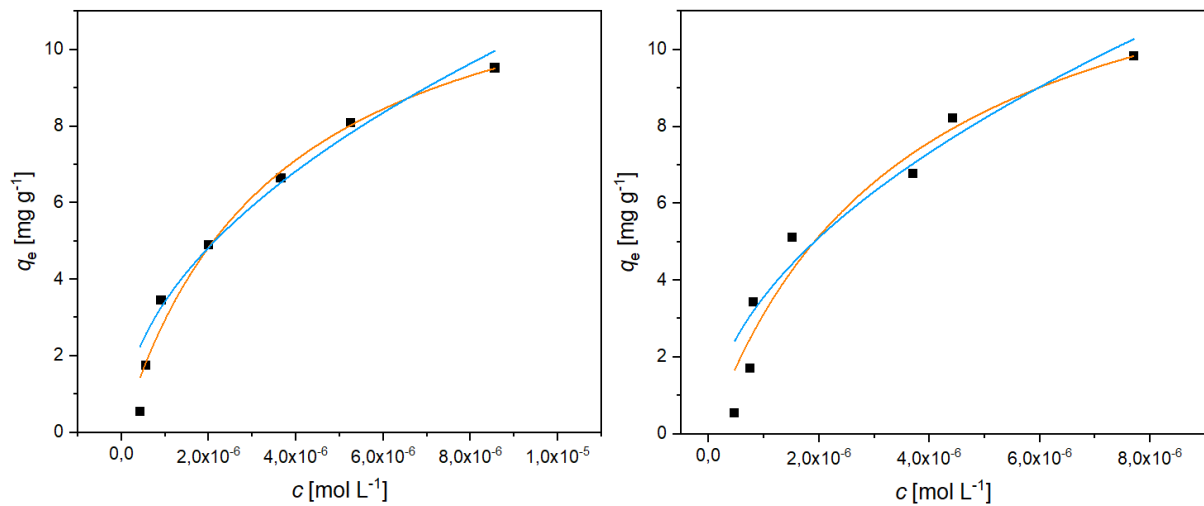 10
8
6
4
2
0
qₑ [mg g⁻¹]
0,0
2,0x10⁻⁶
4,0x10⁻⁶
6,0x10⁻⁶
8,0x10⁻⁶
1,0x10⁻⁵
c [mol L⁻¹]
10
8
6
4
2
0
qₑ [mg g⁻¹]
0,0
2,0x10⁻⁶
4,0x10⁻⁶
6,0x10⁻⁶
8,0x10⁻⁶
c [mol L⁻¹]